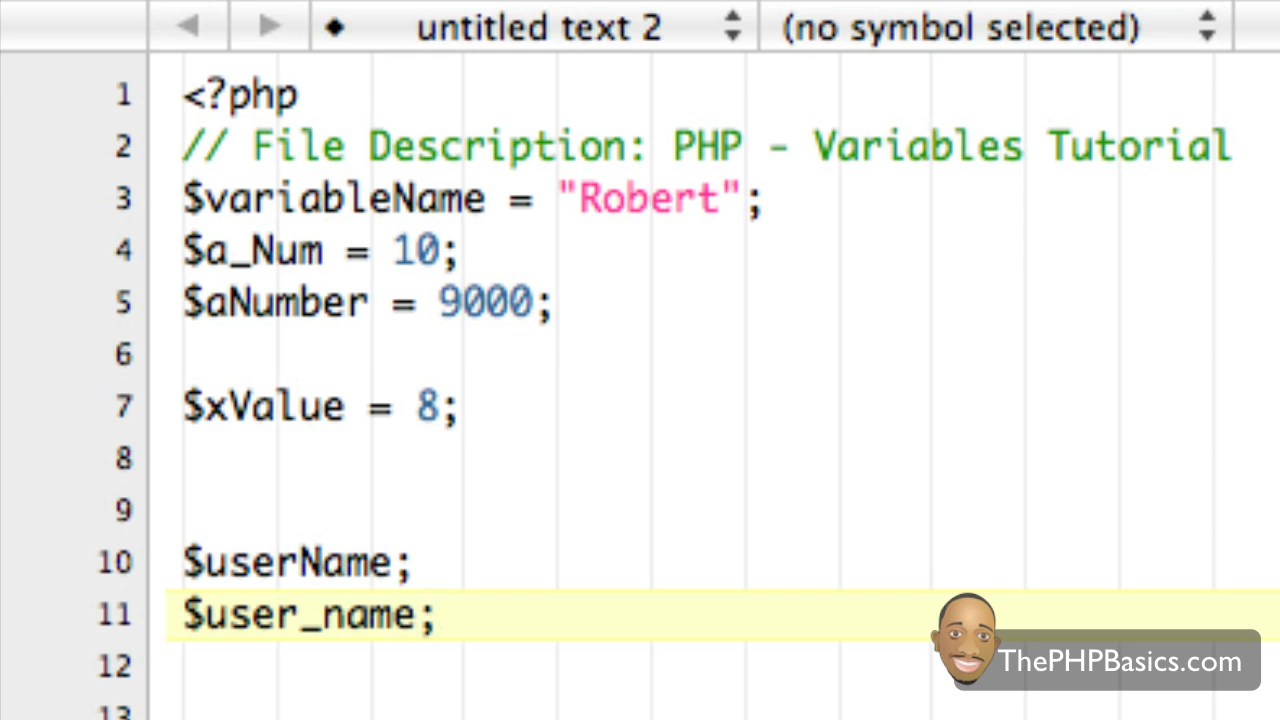 untitled text 2 (no symbol selected)
1 <?php
2 // File Description: PHP - Variables Tutorial
3 $variableName = "Robert";
4 $a_Num = 10;
5 $aNumber = 9000;
6
7 $xValue = 8;
8
9
10 $userName;
11 $user_name;
12
13
ThePHPBasics.com